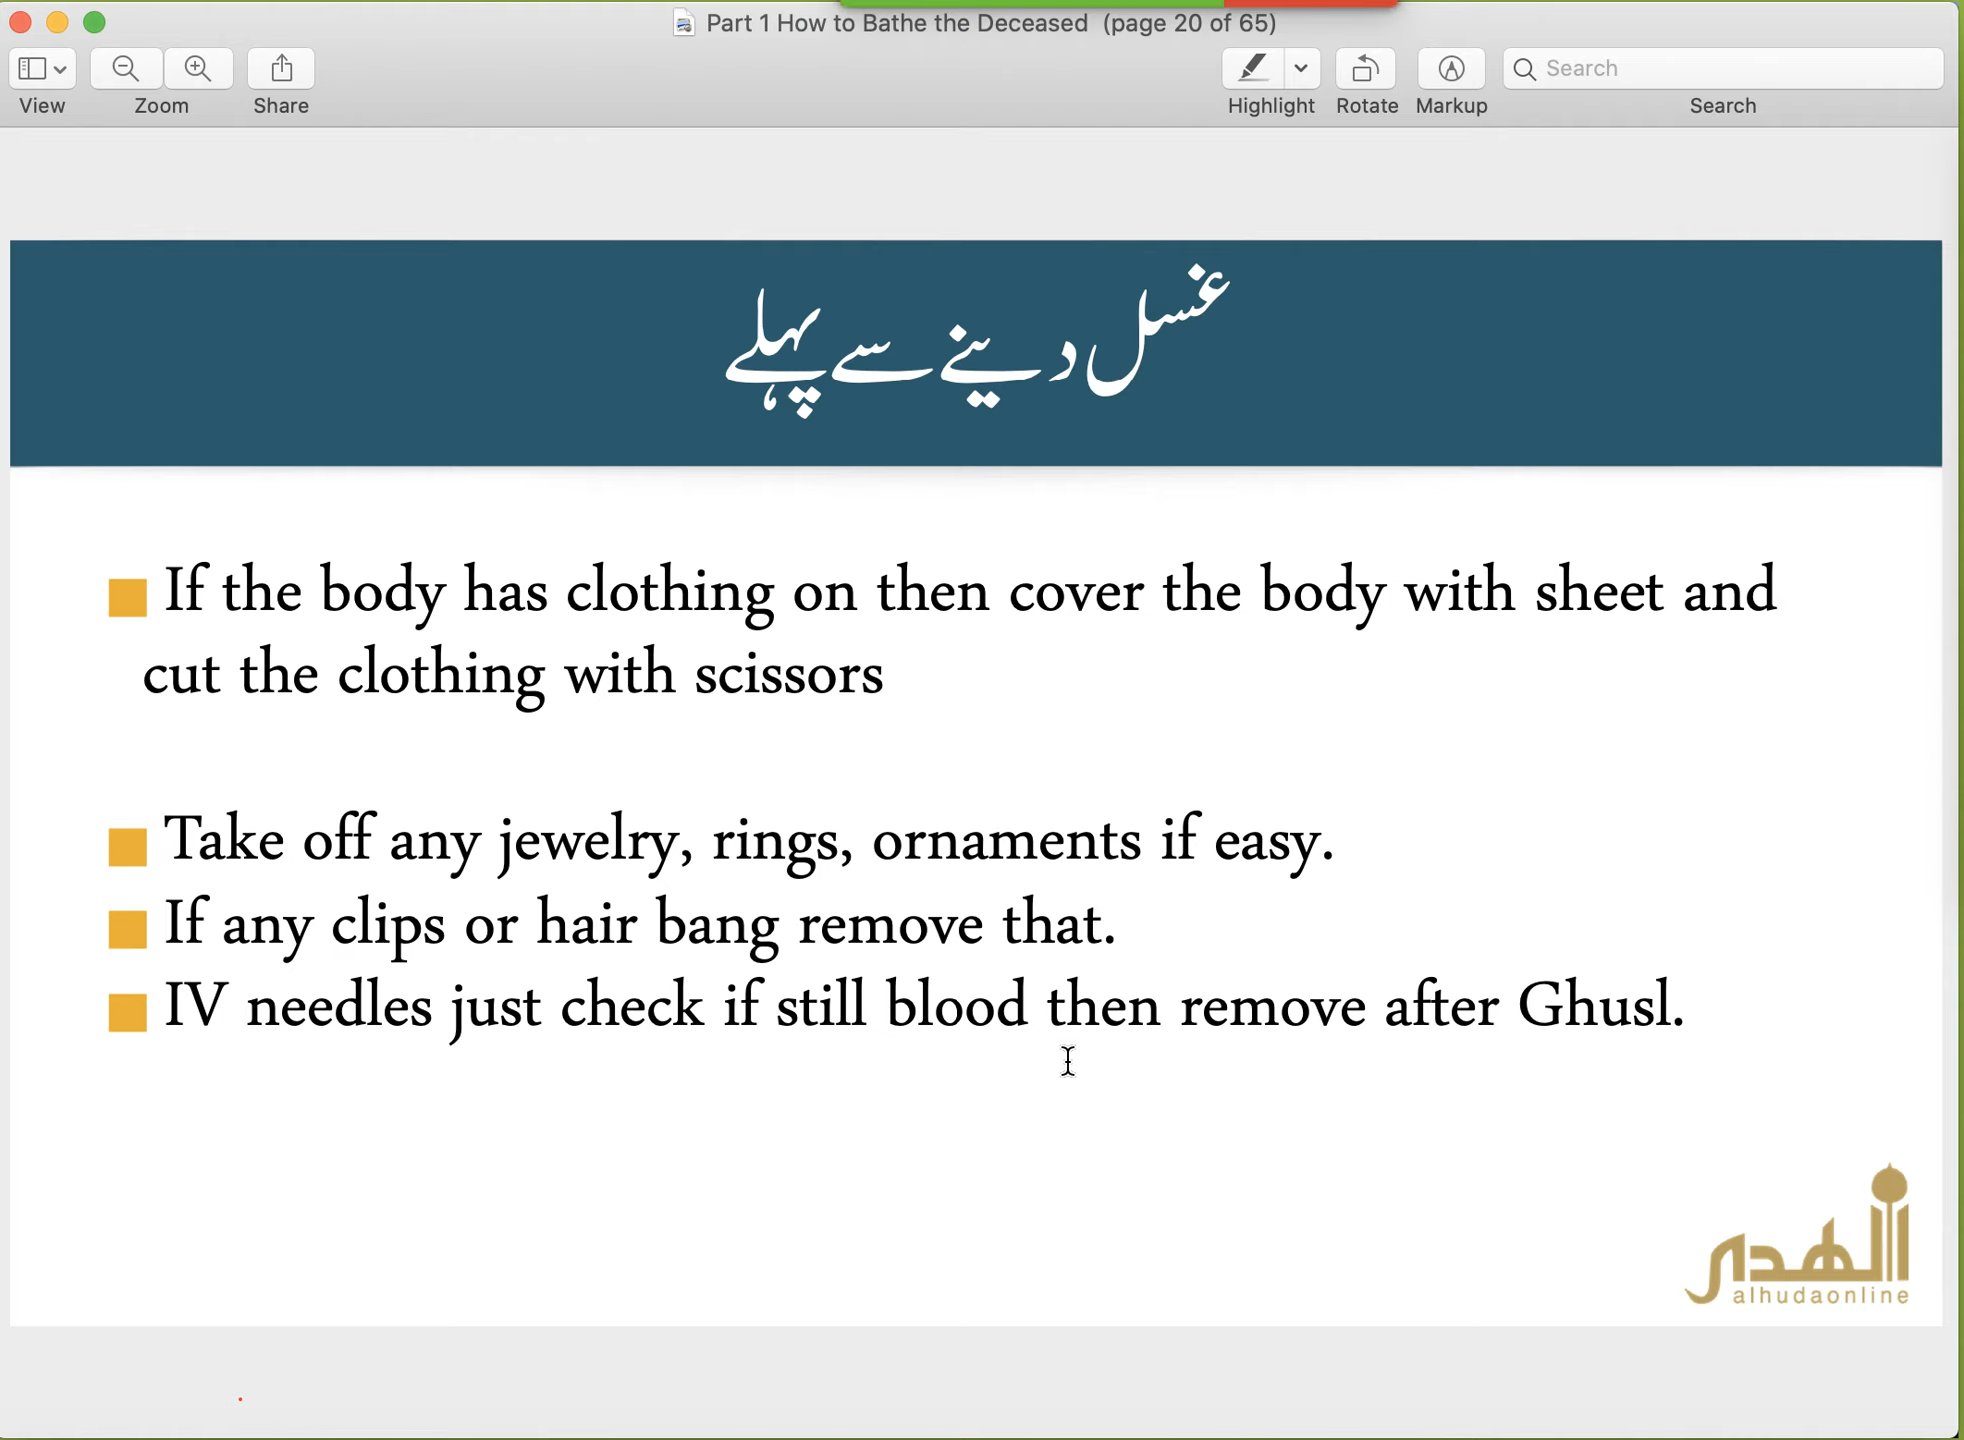 Part 1 How to Bathe the Deceased (page 20 of 65)
View
Zoom
Share
Highlight
Rotate
Markup
Search
Search
غسل دینے سے پہلے
If the body has clothing on then cover the body with sheet and
cut the clothing with scissors
Take off any jewelry, rings, ornaments if easy.
If any clips or hair bang remove that.
IV needles just check if still blood then remove after Ghusl.
الهدى
alhudaonline